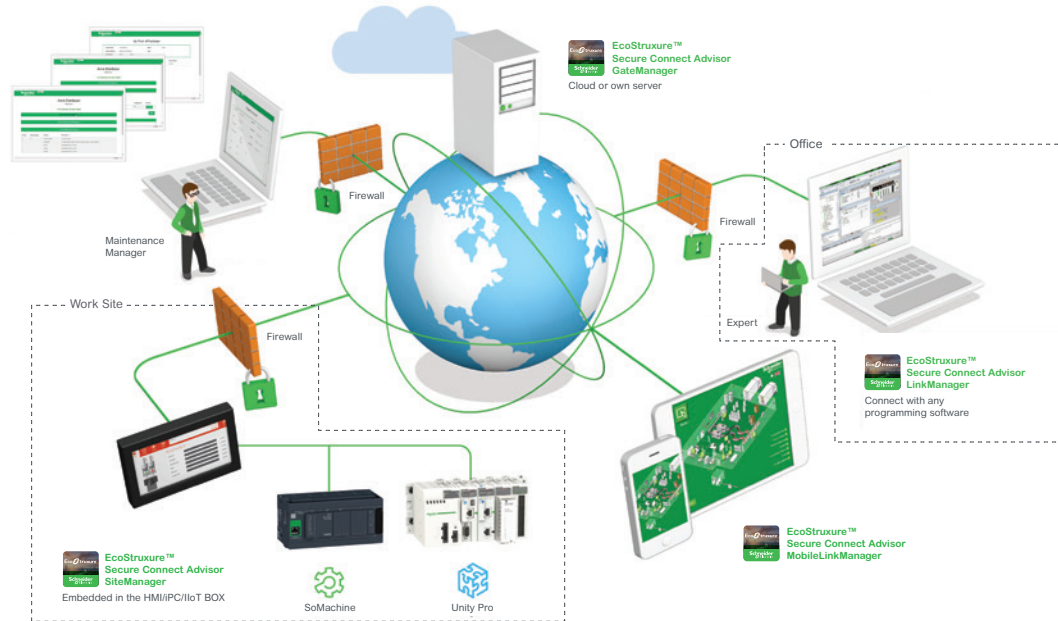 EcoStruxure™
Secure Connect Advisor
GateManager
Cloud or own server
Office
Firewall
Firewall
Maintenance
Manager
Expert
Work Site
Firewall
EcoStruxure™
Secure Connect Advisor
LinkManager
Connect with any
programming software
EcoStruxure™
Secure Connect Advisor
MobileLinkManager
EcoStruxure™
Secure Connect Advisor
SiteManager
Embedded in the HMI/iPC/IIoT BOX
SoMachine
Unity Pro